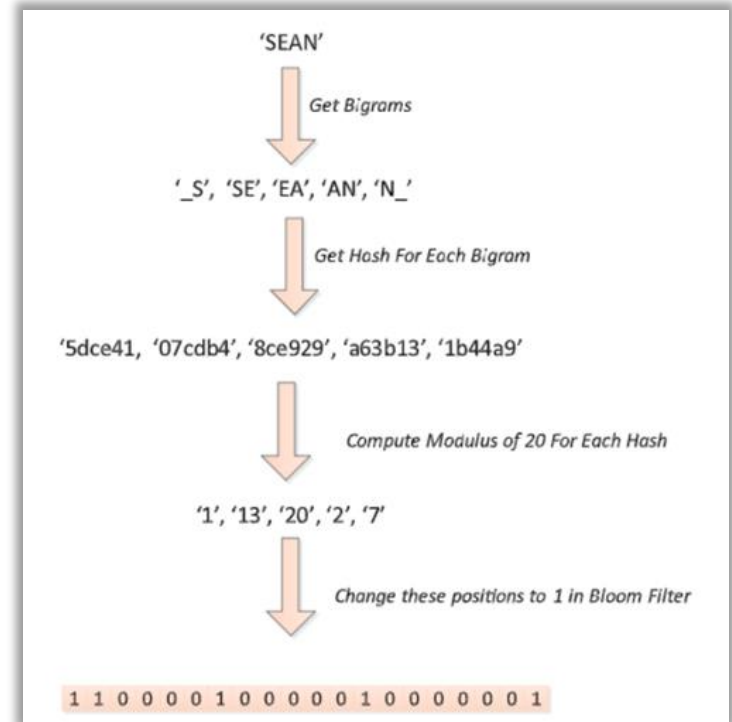 ‘SEAN’
Get Bigrams
‘_S’, ‘SE’, ‘EA’, ‘AN’, ‘N_’
Get Hash For Each Bigram
‘5dce41, ‘07cdb4’, ‘8ce929’, ‘a63b13’, ‘1b44a9’
Compute Modulus of 20 For Each Hash
‘1’, ‘13’, ‘20’, ‘2’, ‘7’
Change these positions to 1 in Bloom Filter
1 1 0 0 0 0 1 0 0 0 0 0 1 0 0 0 0 0 0 1